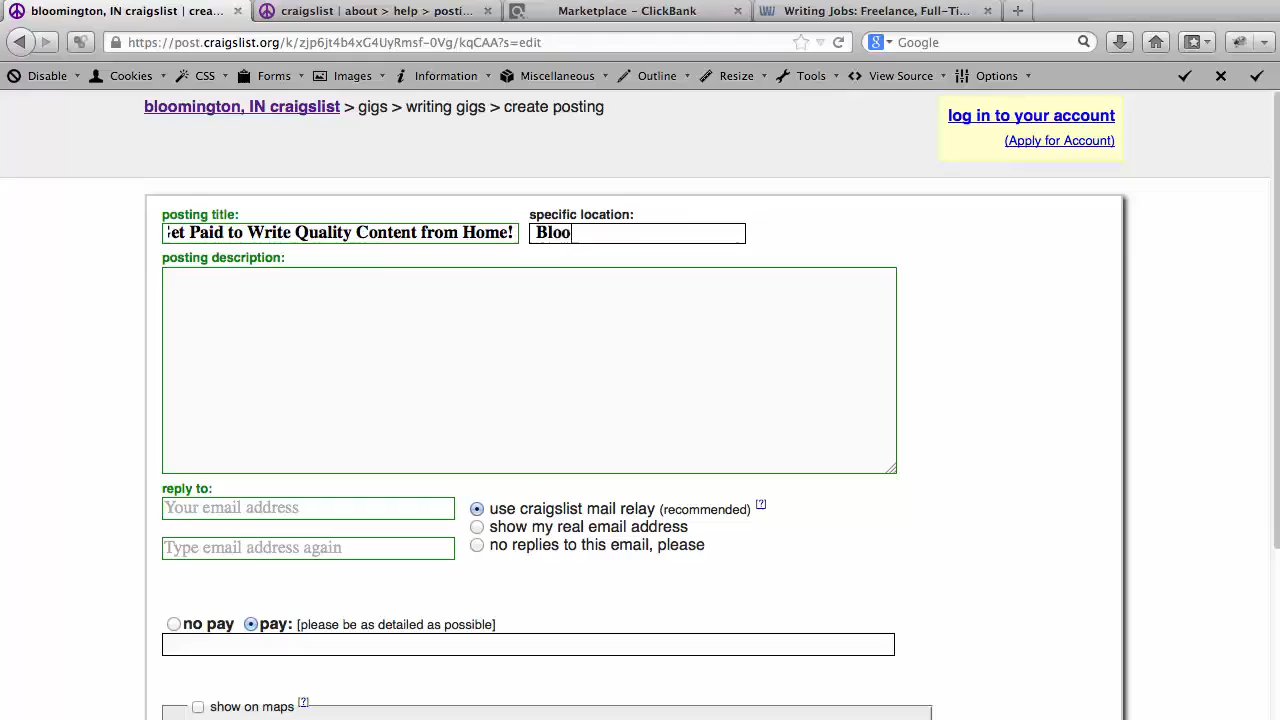 bloomington, IN craigslist | crea...
craigslist | about > help > posti...
Marketplace - ClickBank
Writing Jobs: Freelance, Full-Ti...
https://post.craigslist.org/k/zjp6jt4b4xG4UyRmsf-0Vg/kqCAA?s=edit
Google
Disable Cookies CSS Forms Images Information Miscellaneous Outline Resize Tools View Source Options
bloomington, IN craigslist > gigs > writing gigs > create posting
log in to your account
(Apply for Account)
posting title:
specific location:
Get Paid to Write Quality Content from Home!
Bloo
posting description:
reply to:
Your email address
use craigslist mail relay (recommended) [?]
show my real email address
Type email address again
no replies to this email, please
no pay pay: [please be as detailed as possible]
show on maps [?]